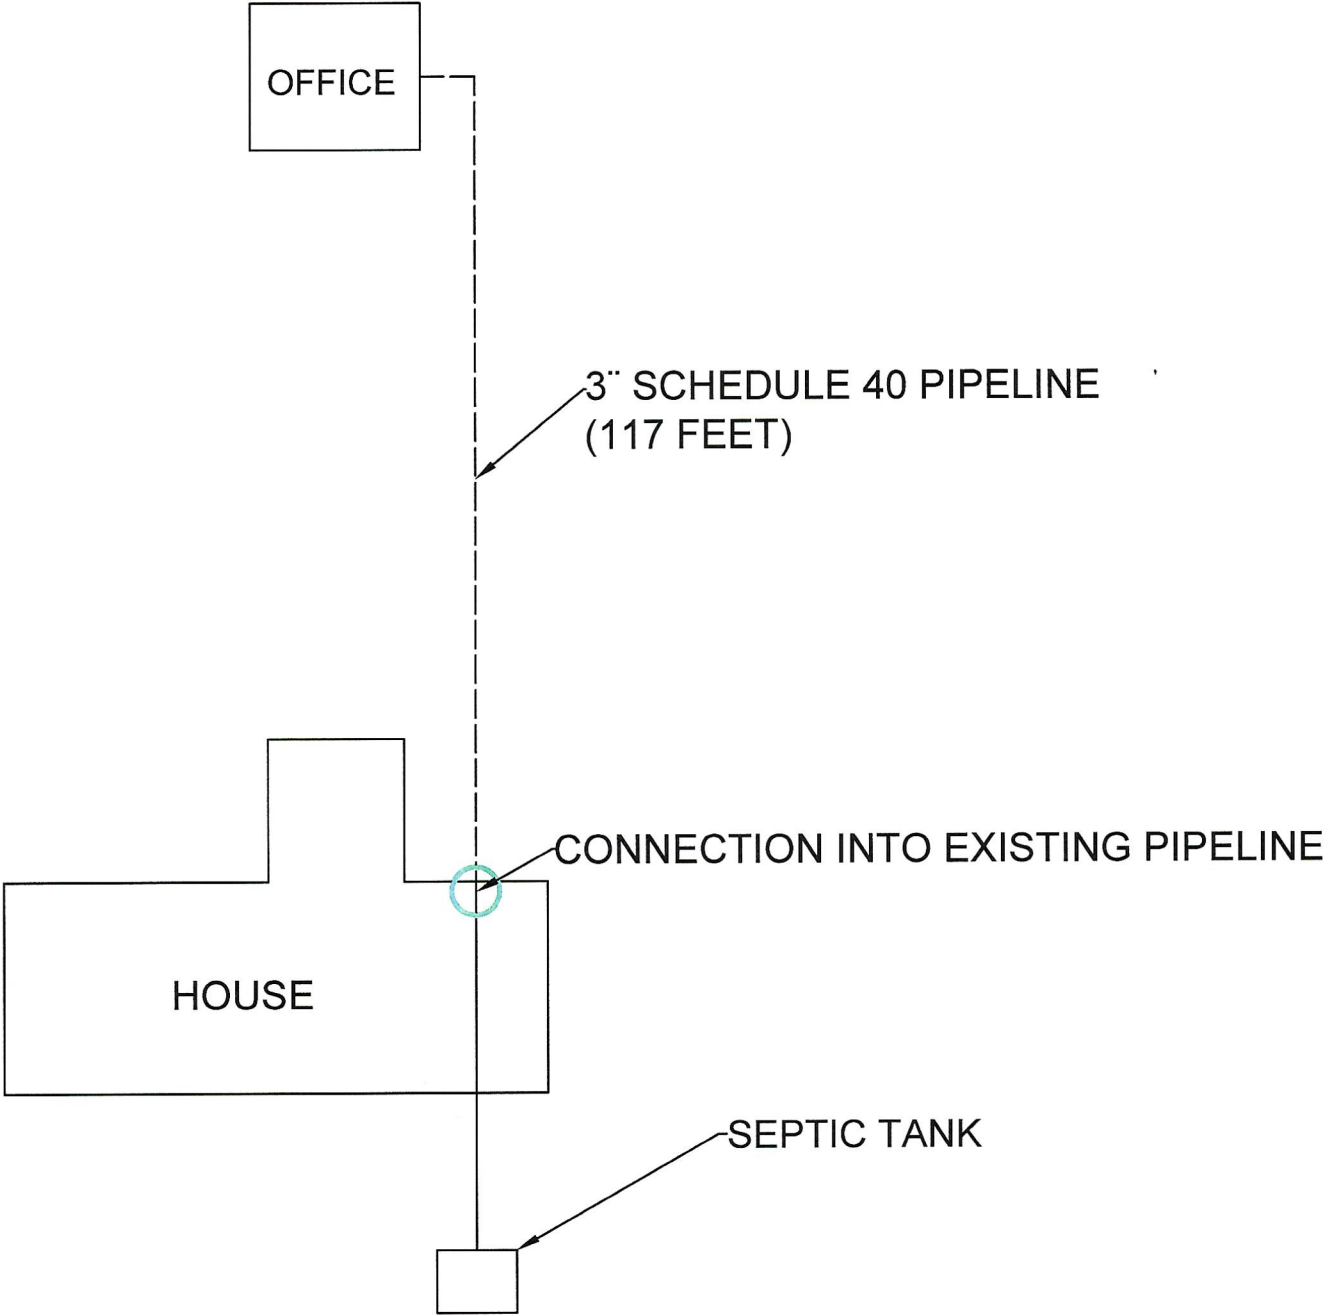 OFFICE
3" SCHEDULE 40 PIPELINE
(117 FEET)
CONNECTION INTO EXISTING PIPELINE
HOUSE
SEPTIC TANK